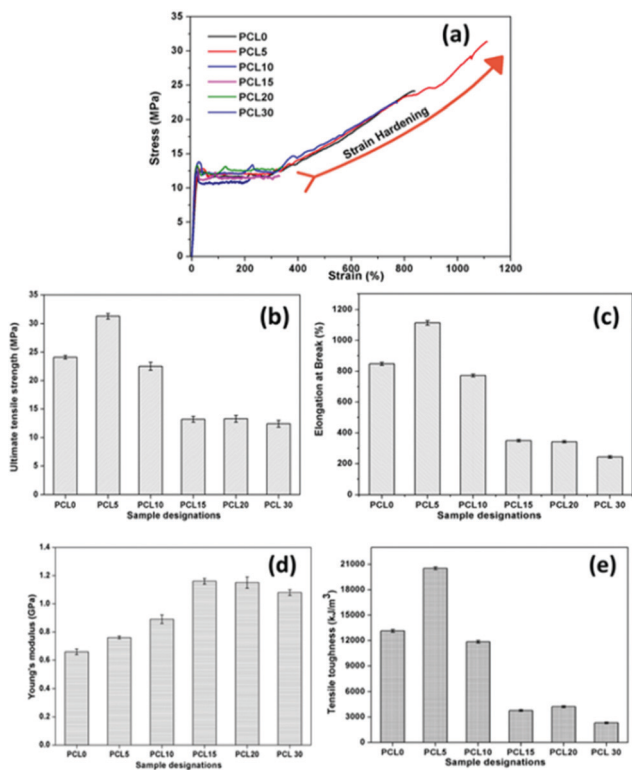 (a)
PCL0
PCL5
PCL10
PCL15
PCL20
PCL30
Strain Hardening
Stress (MPa)
35
30
25
20
15
10
5
0
0 200 400 600 800 1000 1200
Strain (%)
(b)
Ultimate tensile strength (MPa)
35
30
25
20
15
10
5
0
PCL0 PCL5 PCL10 PCL15 PCL20 PCL 30
Sample designations
(c)
Elongation at Break (%)
1200
1000
800
600
400
200
0
PCL0 PCL5 PCL10 PCL15 PCL20 PCL 30
Sample designations
(d)
Young's modulus (GPa)
1.4
1.2
1.0
0.8
0.6
0.4
0.2
0.0
PCL0 PCL5 PCL10 PCL15 PCL20 PCL 30
Sample designations
(e)
Tensile toughness (kJ/m³)
21000
18000
15000
12000
9000
6000
3000
0
PCL0 PCL5 PCL10 PCL15 PCL20 PCL 30
Sample designations